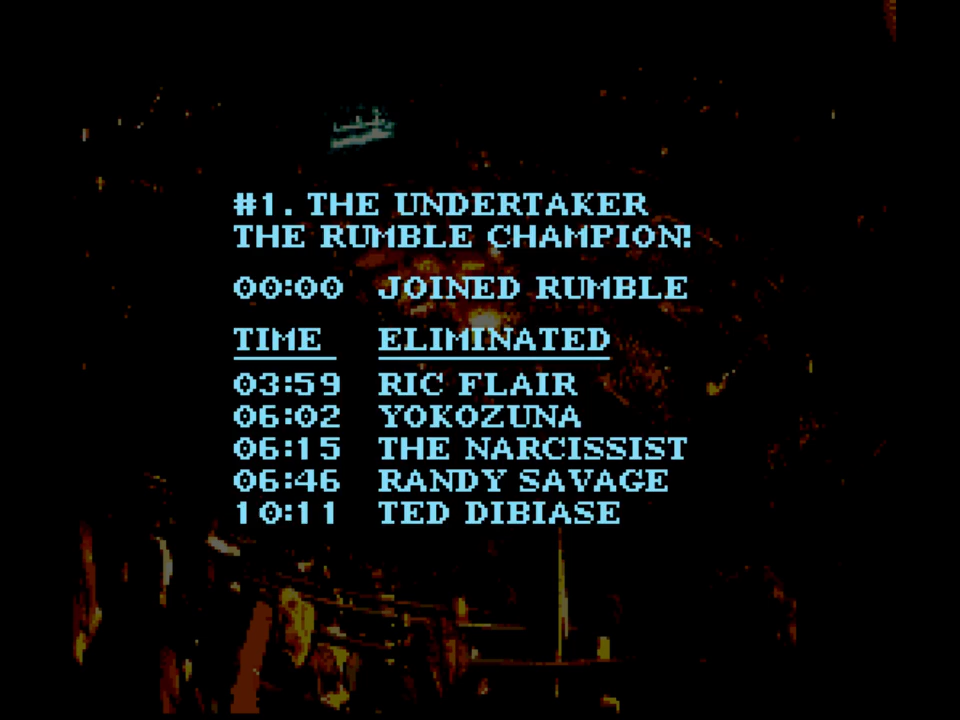 #1. THE UNDERTAKER
THE RUMBLE CHAMPION!
00:00 JOINED RUMBLE
TIME ELIMINATED
03:59 RIC FLAIR
06:02 YOKOZUNA
06:15 THE NARCISSIST
06:46 RANDY SAVAGE
10:11 TED DIBIASE